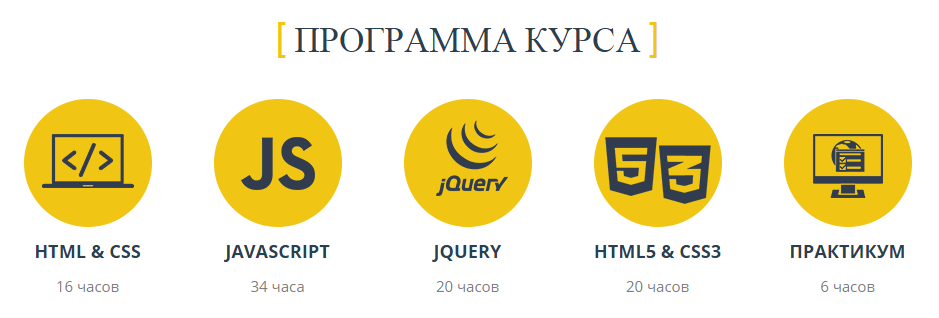 [ ПРОГРАММА КУРСА ]
</>
JS
jQuery
5 3
HTML & CSS
JAVASCRIPT
JQUERY
HTML5 & CSS3
ПРАКТИКУМ
16 часов
34 часа
20 часов
20 часов
6 часов